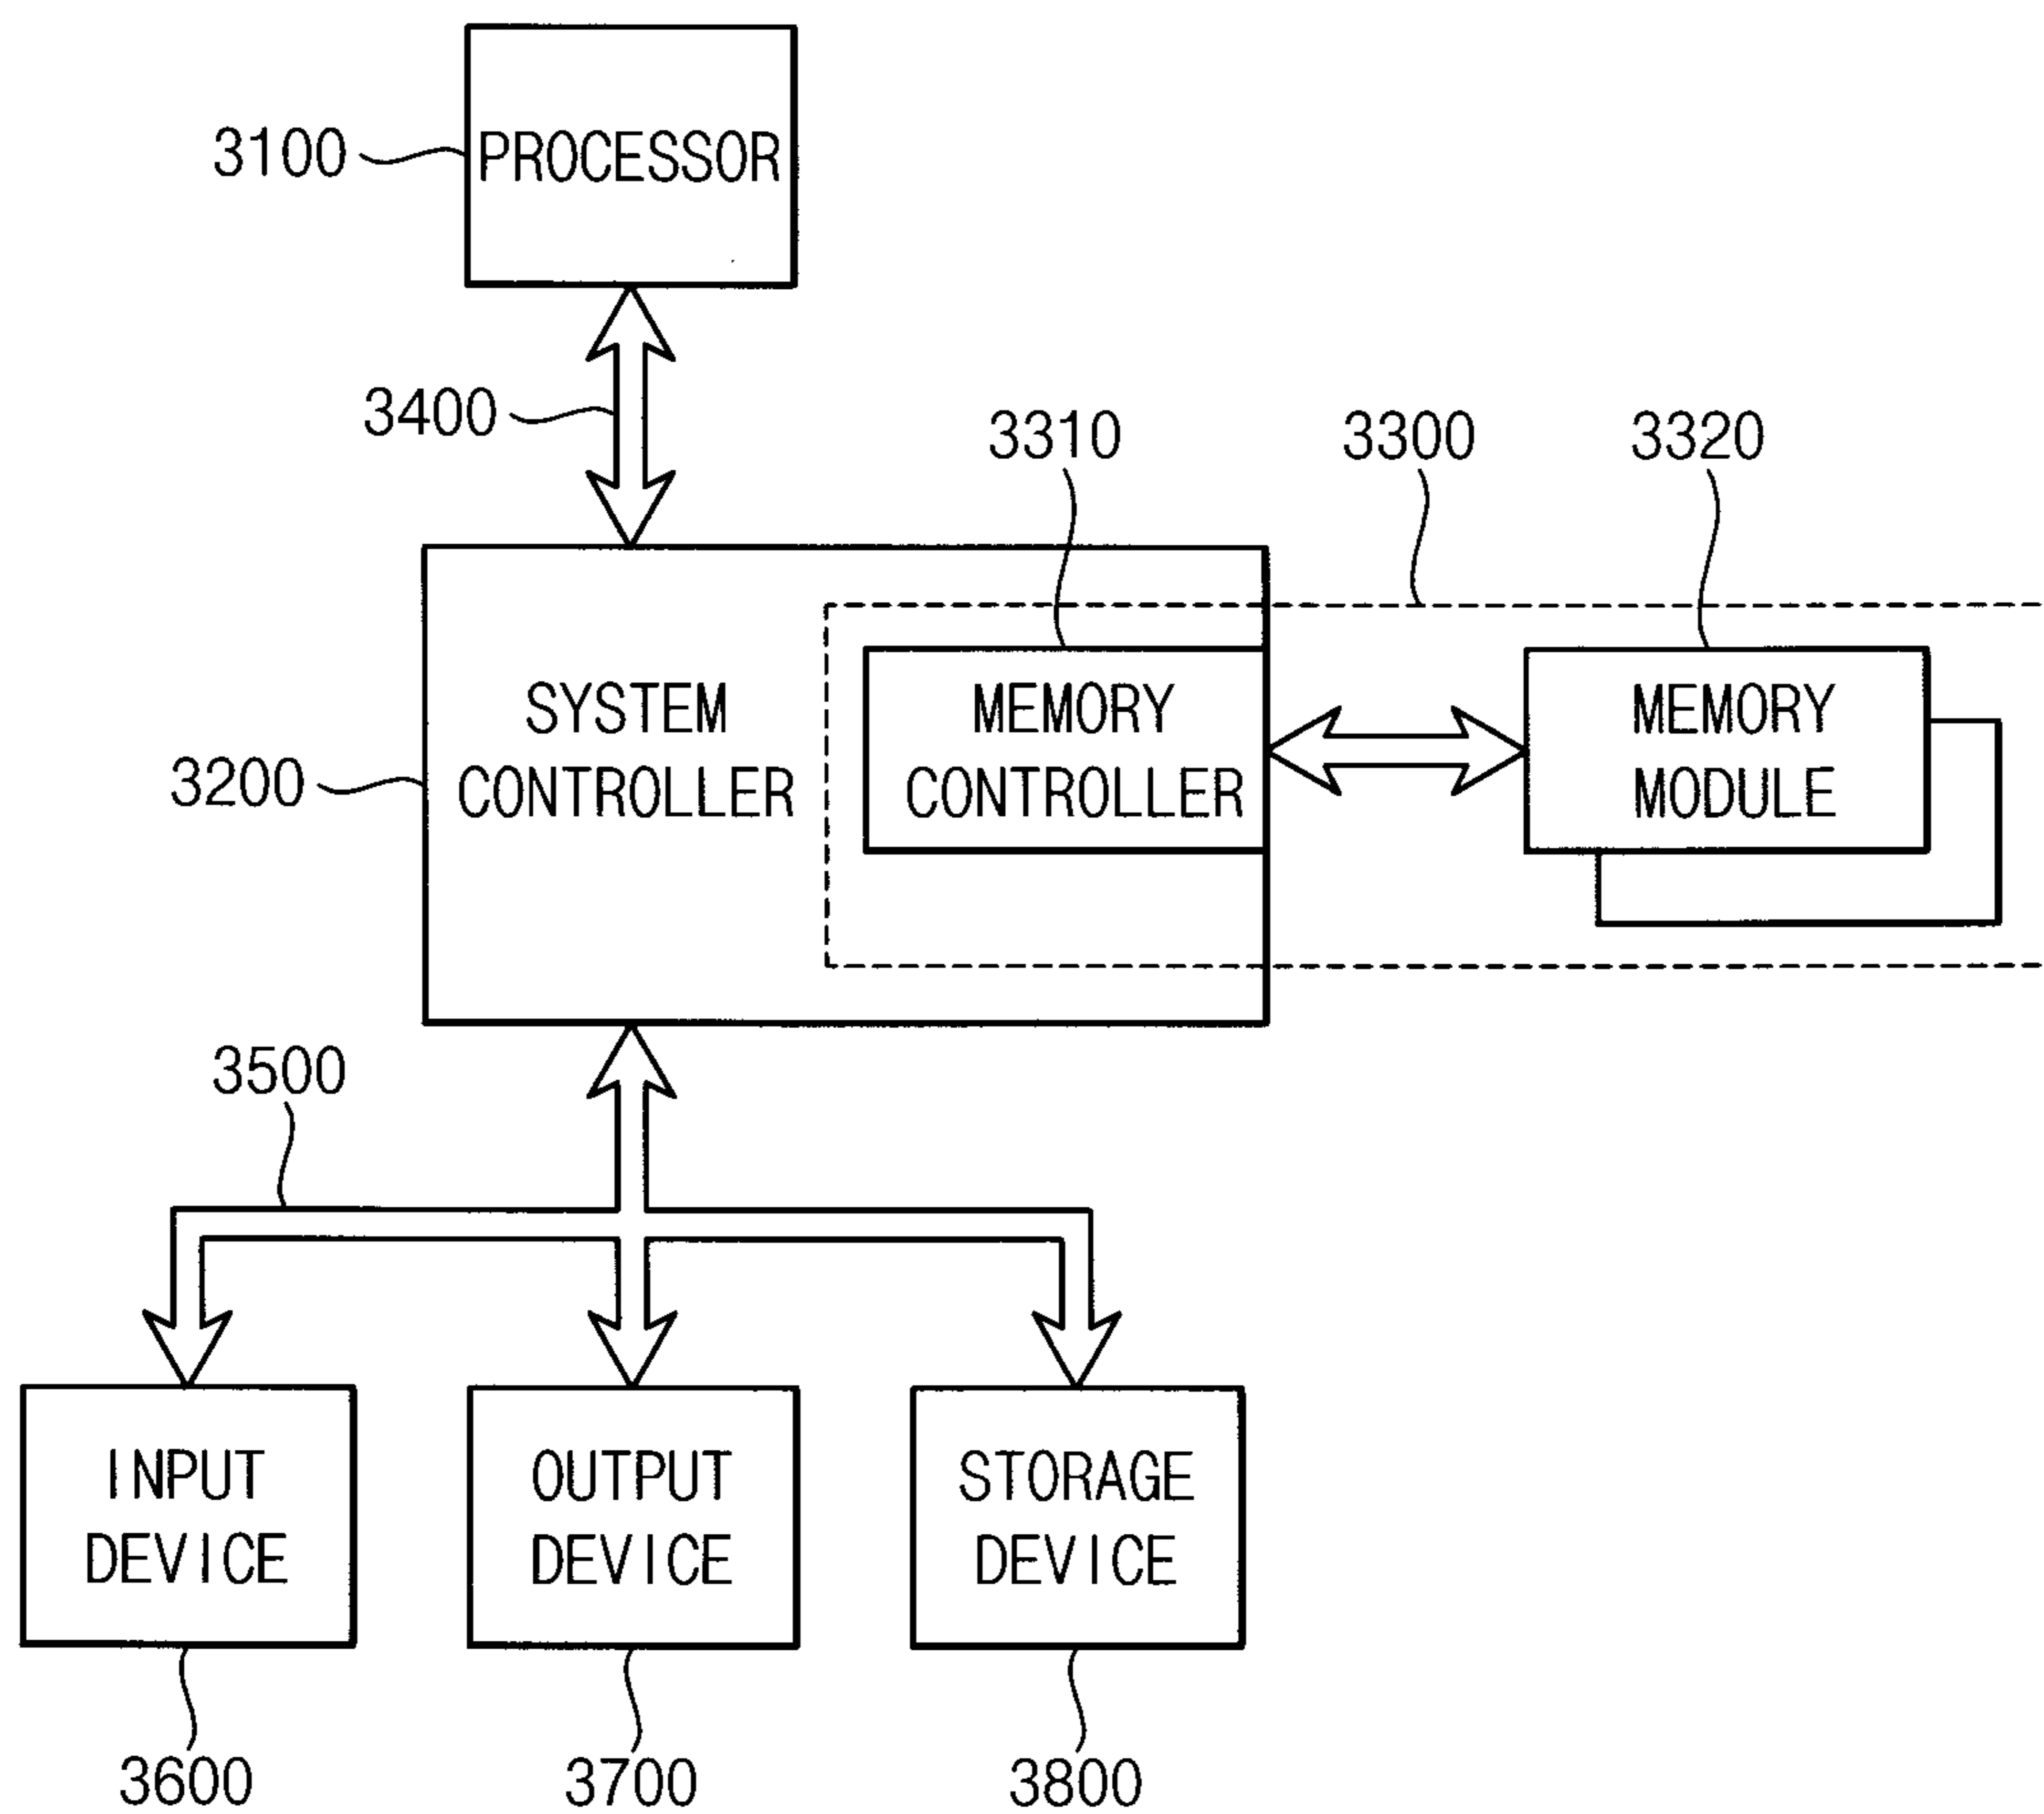 PROCESSOR
3100
3400
3310
3300
3320
SYSTEM
CONTROLLER
MEMORY
CONTROLLER
MEMORY
MODULE
3200
3500
INPUT
DEVICE
OUTPUT
DEVICE
STORAGE
DEVICE
3600
3700
3800